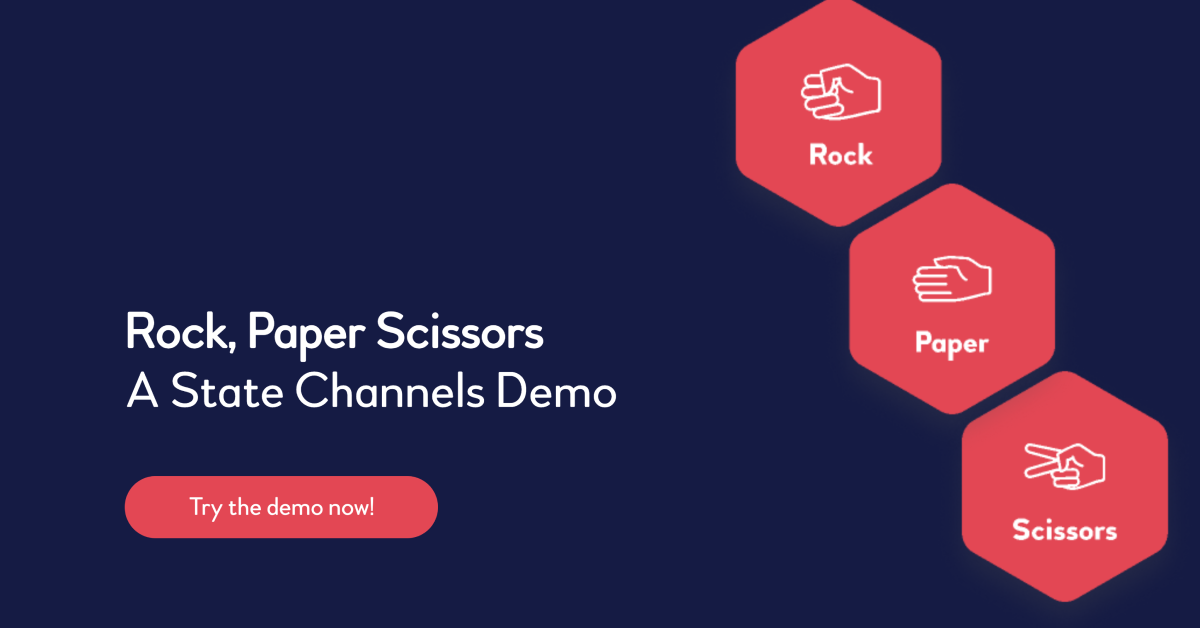 Rock
Paper
Rock, Paper Scissors
A State Channels Demo
Try the demo now!
Scissors